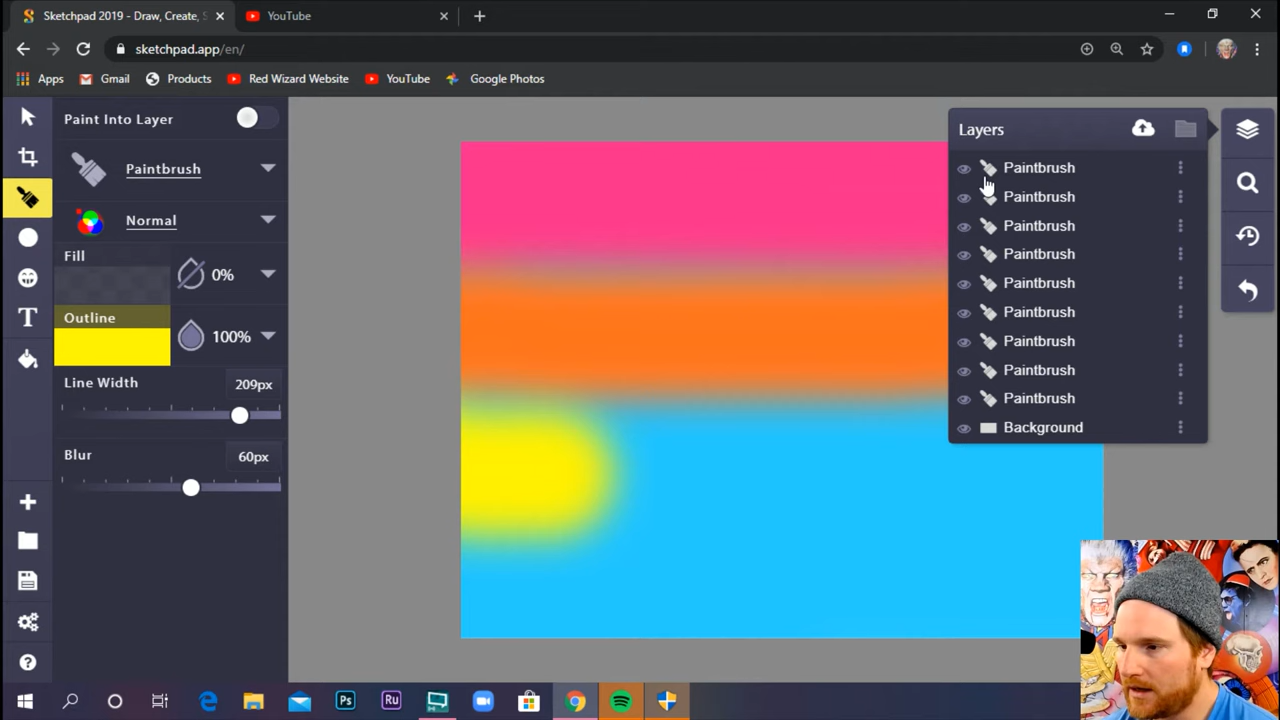 Sketchpad 2019 - Draw, Create, S
YouTube
sketchpad.app/en/
Apps
Gmail
Products
Red Wizard Website
YouTube
Google Photos
Paint Into Layer
Paintbrush
Normal
Fill
0%
Outline
100%
Line Width
209px
Blur
60px
T
?
Layers
Paintbrush
Paintbrush
Paintbrush
Paintbrush
Paintbrush
Paintbrush
Paintbrush
Paintbrush
Paintbrush
Background
Ps
Ru